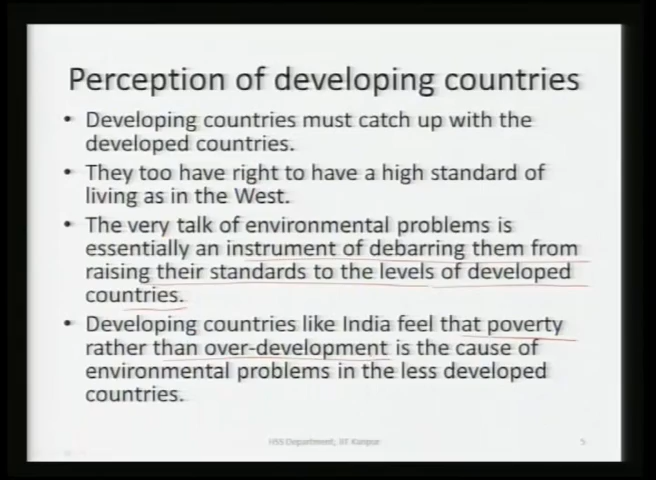 Perception of developing countries
• Developing countries must catch up with the
developed countries.
• They too have right to have a high standard of
living as in the West.
• The very talk of environmental problems is
essentially an instrument of debarring them from
raising their standards to the levels of developed
countries.
• Developing countries like India feel that poverty
rather than over-development is the cause of
environmental problems in the less developed
countries.
HSS Department, IIT Kanpur
5